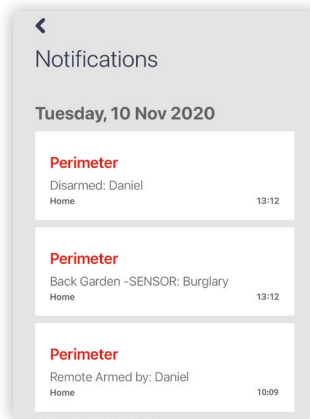 Notifications
Tuesday, 10 Nov 2020
Perimeter
Disarmed: Daniel
Home 13:12
Perimeter
Back Garden -SENSOR: Burglary
Home 13:12
Perimeter
Remote Armed by: Daniel
Home 10:09